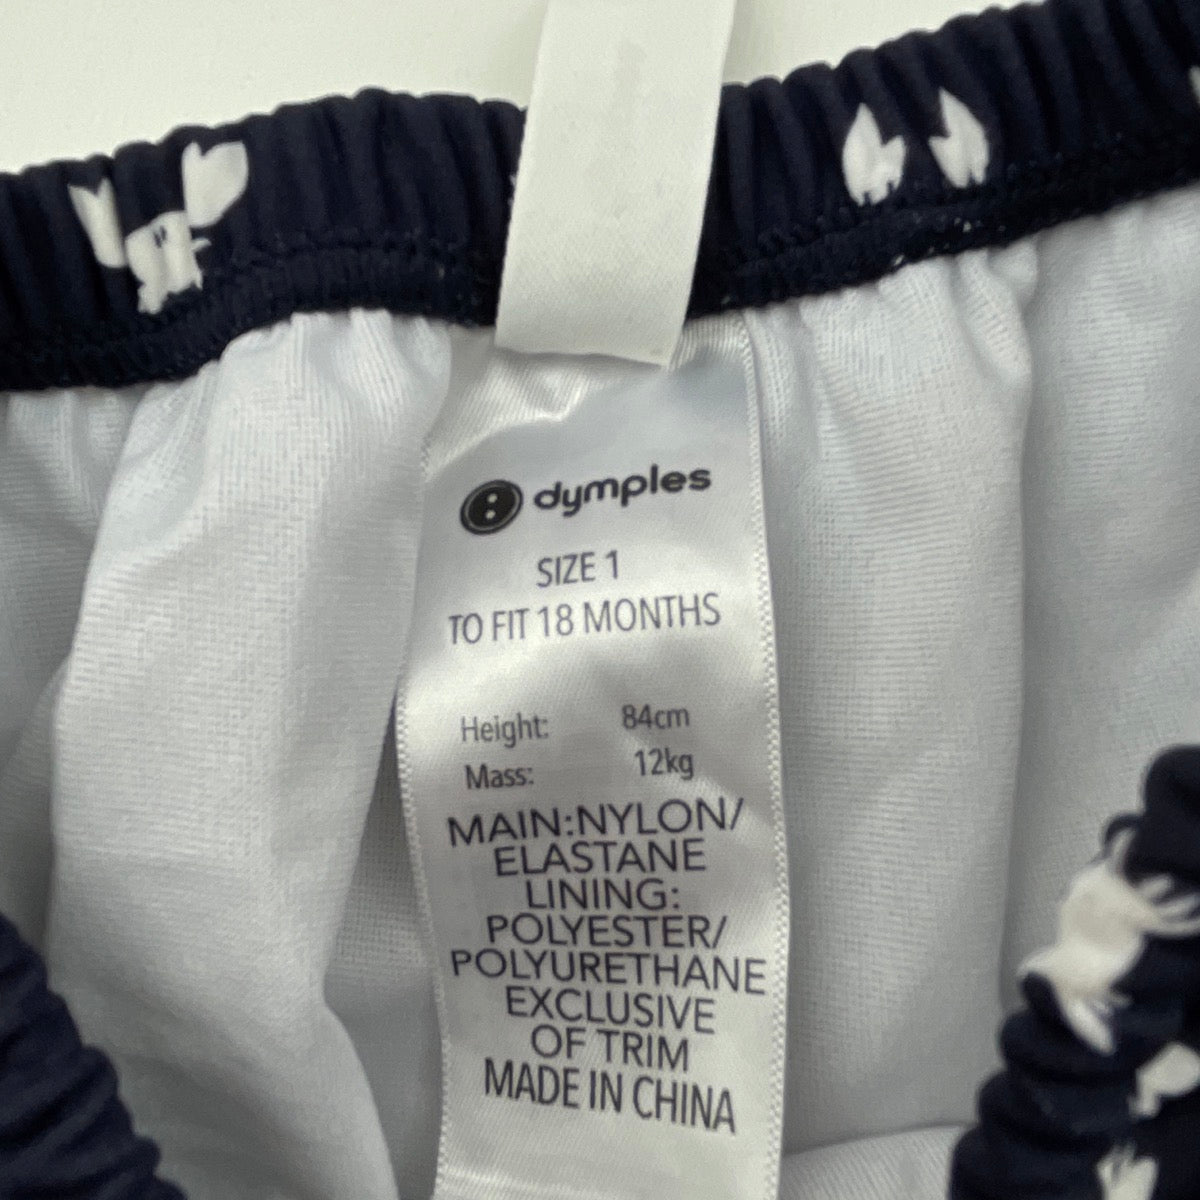 dymples
SIZE 1
TO FIT 18 MONTHS
Height: 84cm
Mass: 12kg
MAIN:NYLON/
ELASTANE
LINING:
POLYESTER/
POLYURETHANE
EXCLUSIVE
OF TRIM
MADE IN CHINA